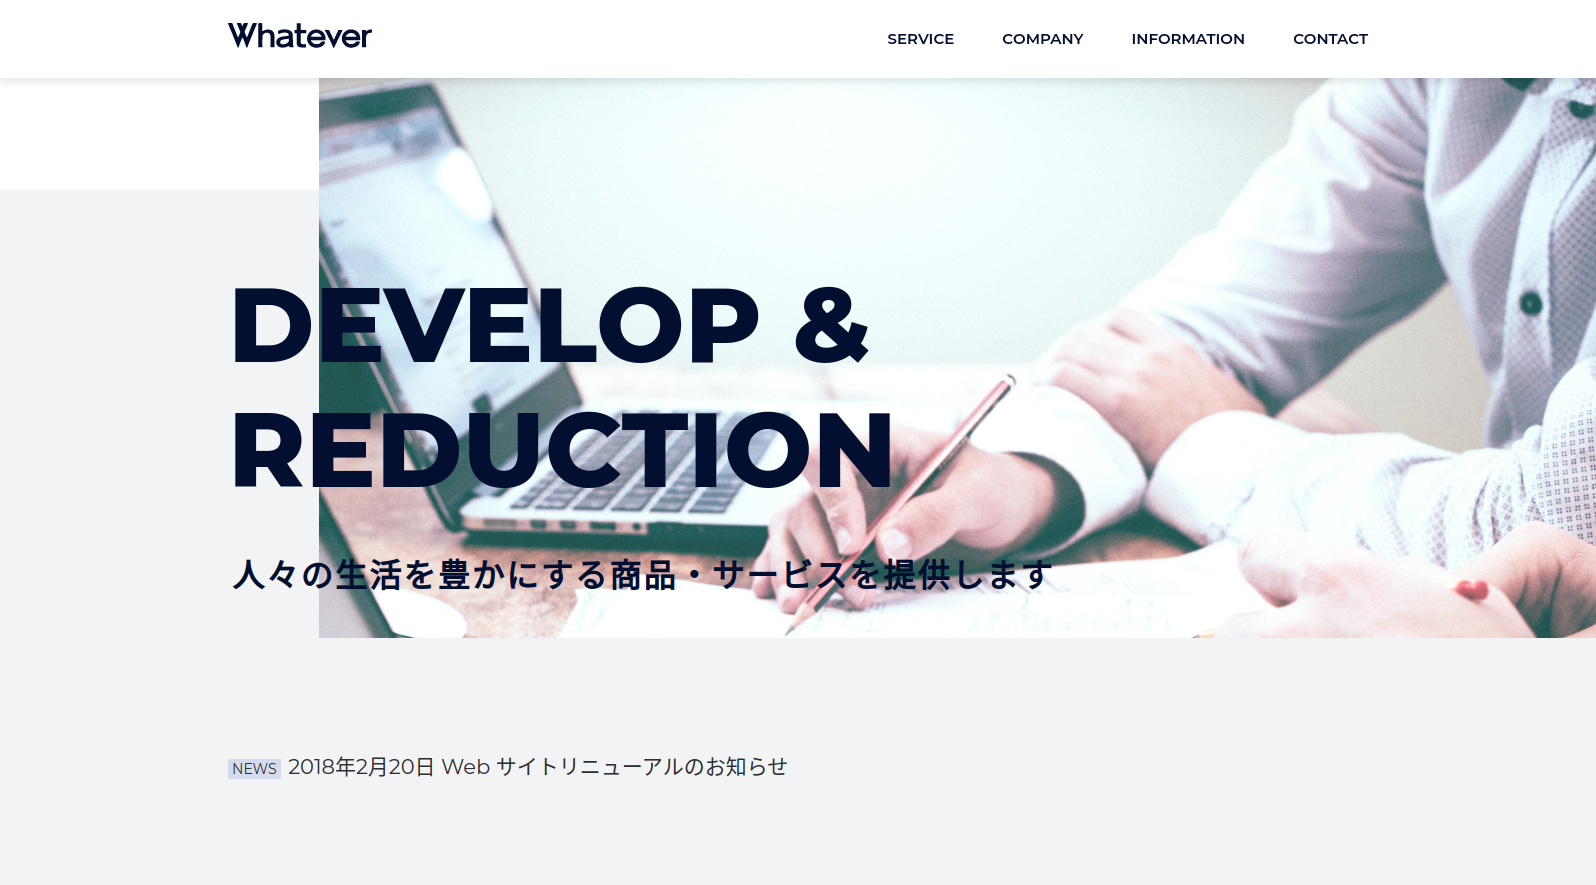 Whatever
SERVICE COMPANY INFORMATION CONTACT
DEVELOP &
REDUCTION
人々の生活を豊かにする商品・サービスを提供します
NEWS 2018年2月20日 Web サイトリニューアルのお知らせ